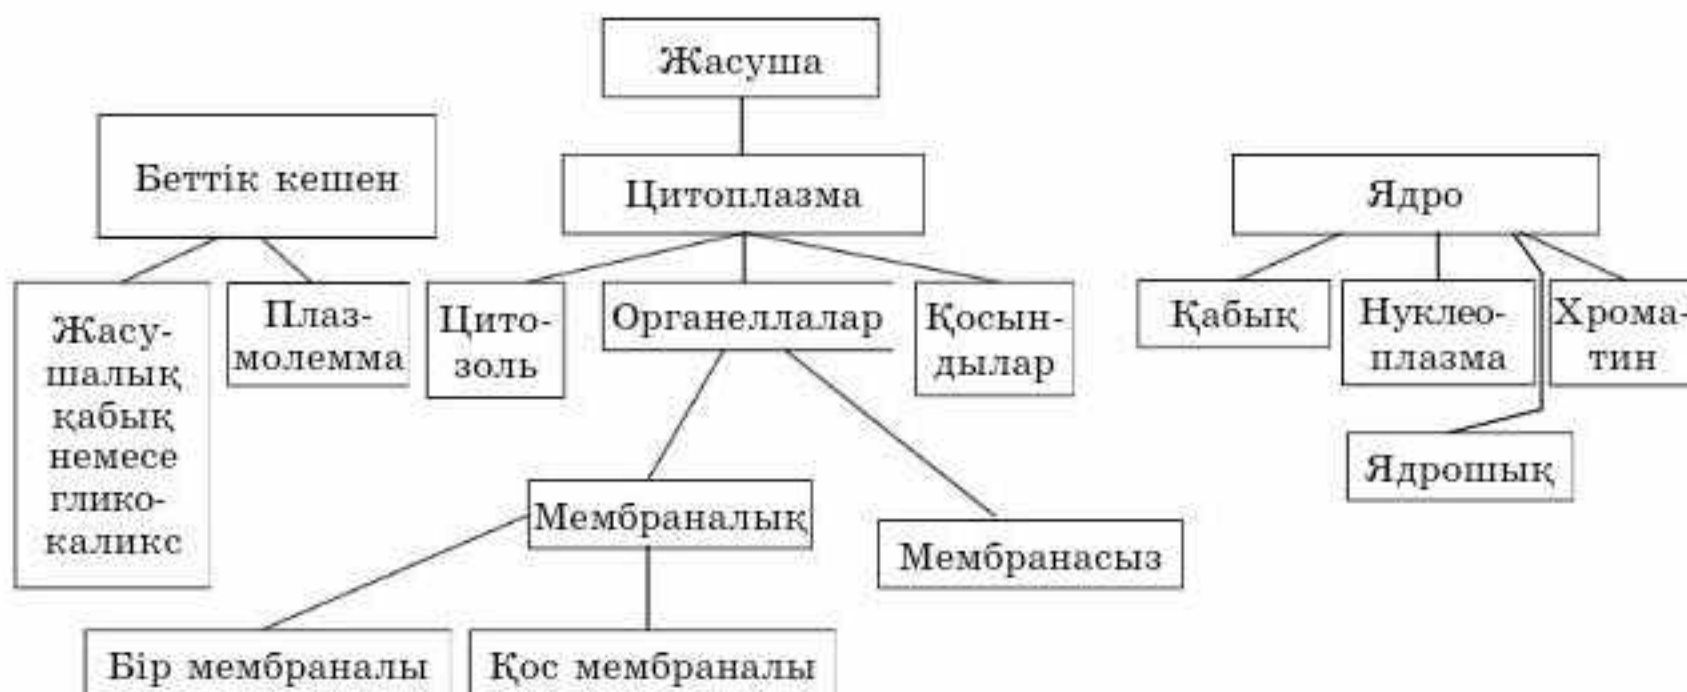 Жасуша
Беттік кешен
Цитоплазма
Ядро
Жасу-
шалық
қабық
немесе
глико-
каликс
Плаз-
молемма
Цито-
золь
Органеллалар
Қосын-
дылар
Қабық
Нуклео-
плазма
Хрома-
тин
Ядрошық
Мембраналық
Мембранасыз
Бір мембраналы
Қос мембраналы